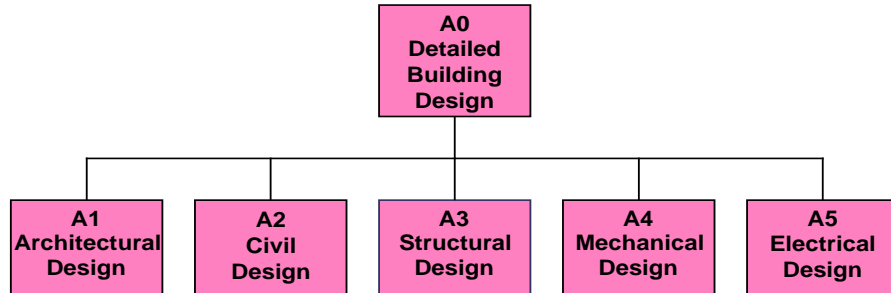 A0
Detailed
Building
Design
A1
Architectural
Design
A2
Civil
Design
A3
Structural
Design
A4
Mechanical
Design
A5
Electrical
Design